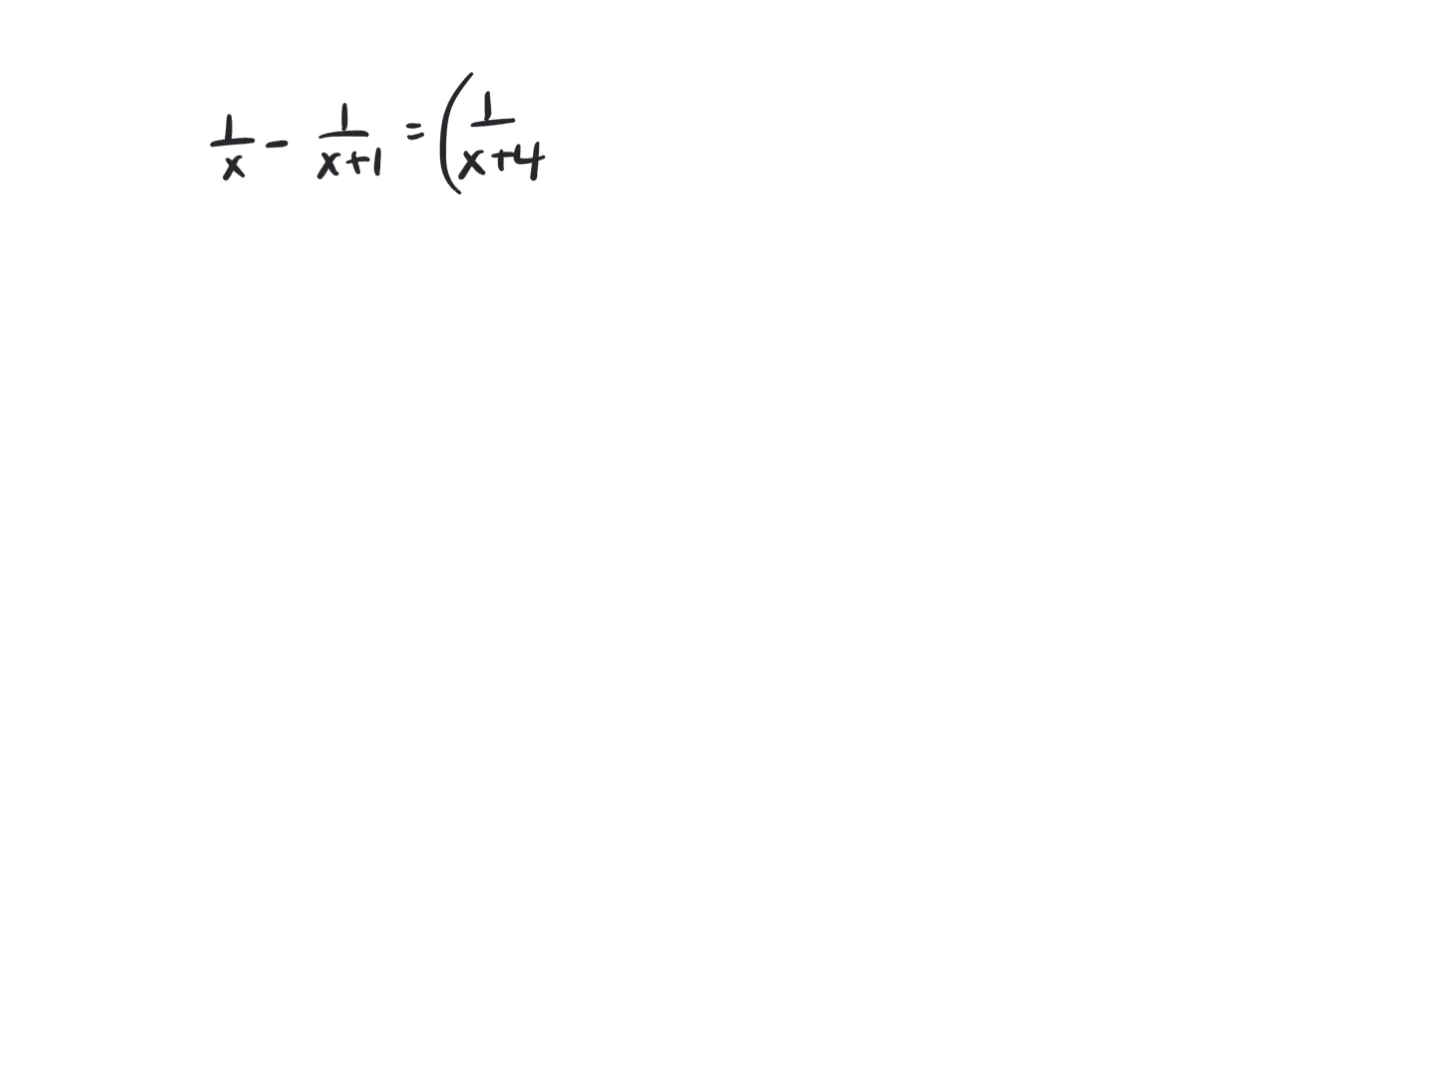 1/x - 1/(x+1) = (1/(x+4)